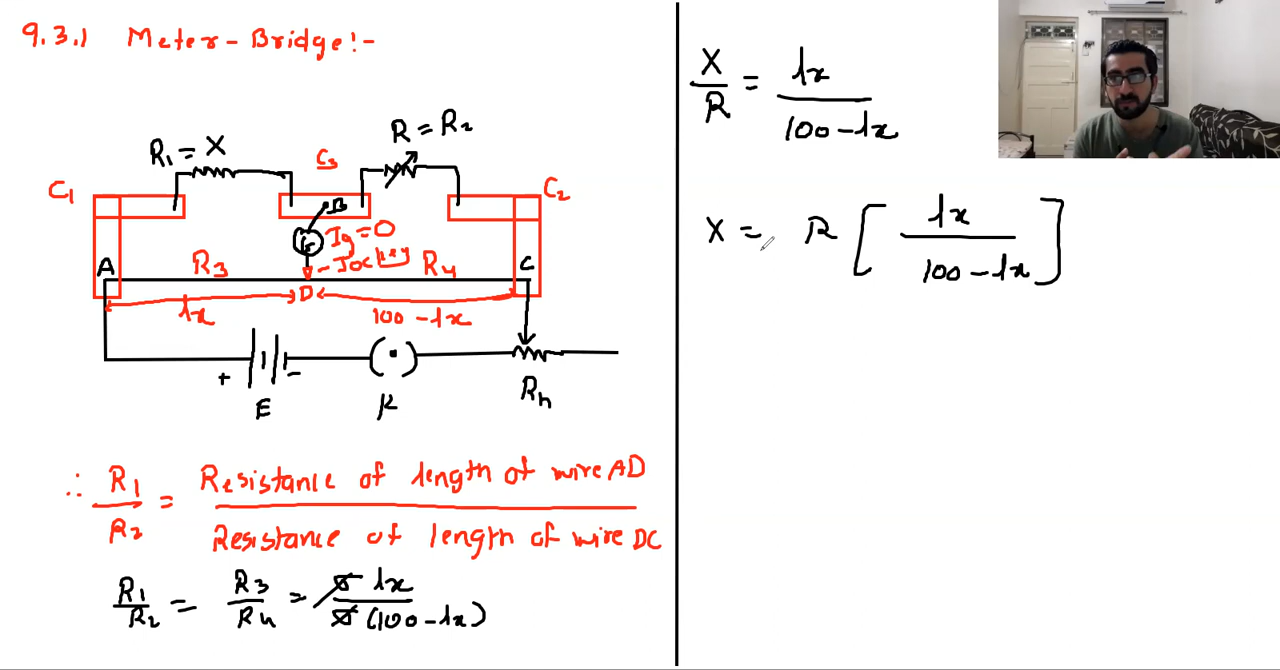 9.3.1 Meter-Bridge:-
R1 = X
R = R2
C1
C3
C2
B
G Ig=0
Jockey
A
R3
R4
C
D
lx
100-lx
+
-
E
K
Rh
∴ R1/R2 = Resistance of length of wire AD / Resistance of length of wire DC
R1/R2 = R3/R4 = σ lx / σ (100-lx)
X/R = lx / 100-lx
X = R [ lx / 100-lx ]